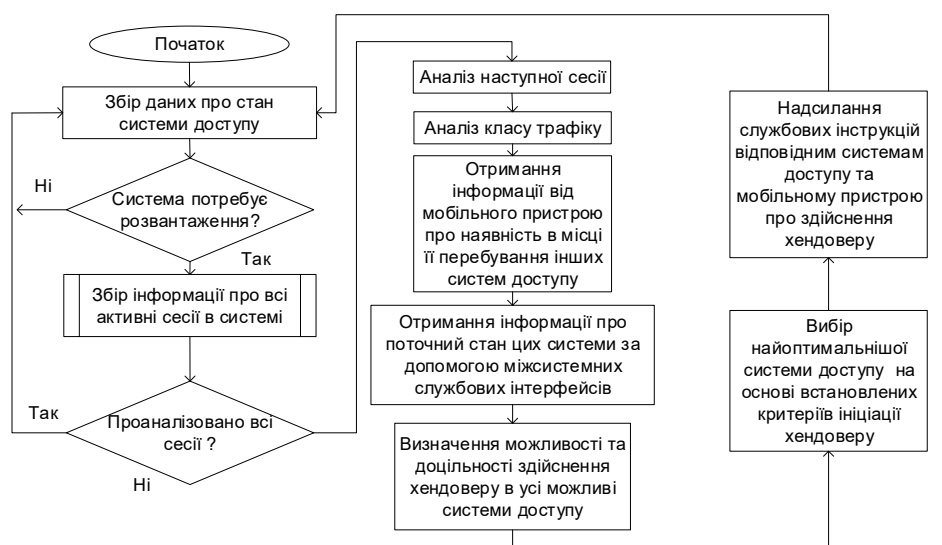 Початок
Збір даних про стан
системи доступу
Ні
Система потребує
розвантаження?
Так
Збір інформації про всі
активні сесії в системі
Так
Проаналізовано всі
сесії ?
Ні
Аналіз наступної сесії
Аналіз класу трафіку
Отримання
інформації від
мобільного пристрою
про наявність в місці
її перебування інших
систем доступу
Отримання інформації про
поточний стан цих системи за
допомогою міжсистемних
службових інтерфейсів
Визначення можливості та
доцільності здійснення
хендоверу в усі можливі
системи доступу
Надсилання
службових інструкцій
відповідним системам
доступу та
мобільному пристрою
про здійснення
хендоверу
Вибір
найоптимальнішої
системи доступу на
основі встановлених
критеріїв ініціації
хендоверу